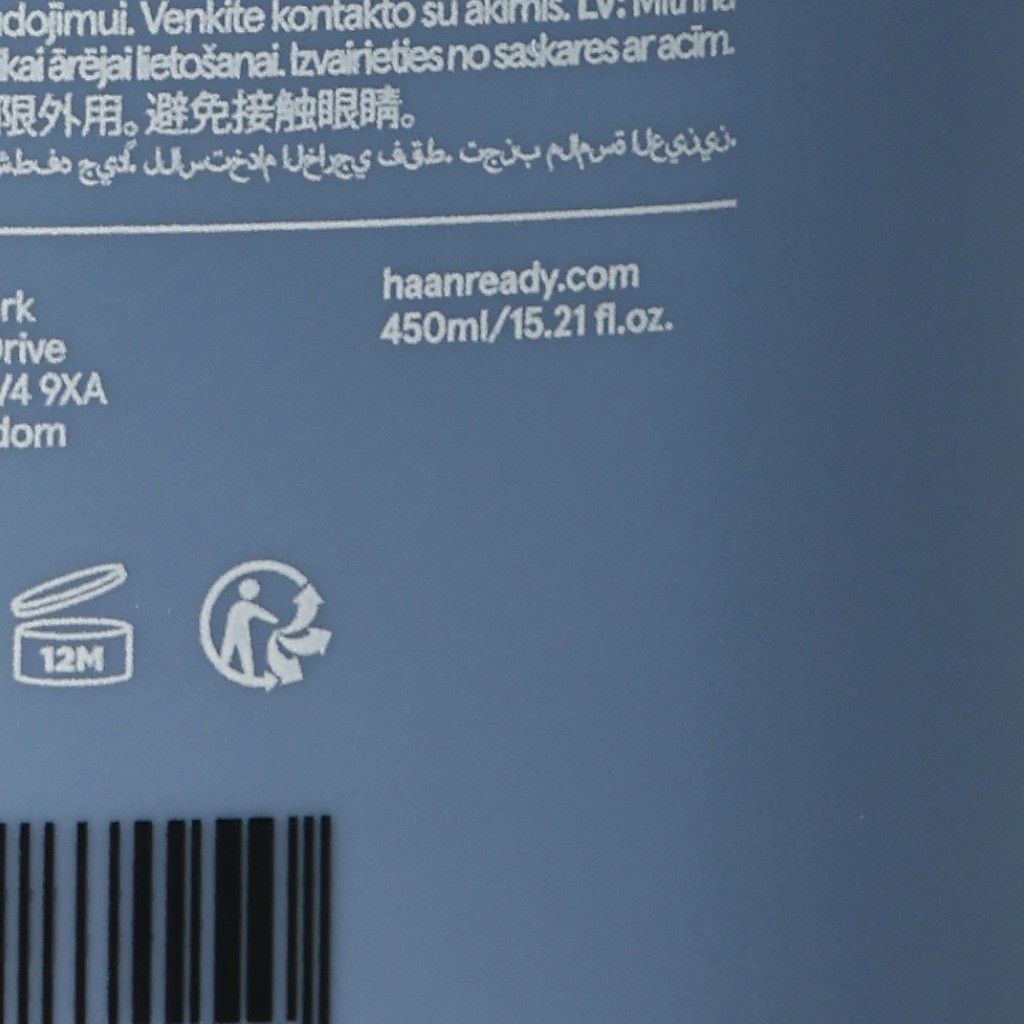 udojimui. Venkite kontakto su akimis. LV: Mitrina
kai ārējai lietošanai. Izvairieties no saskares ar acīm.
限外用。避免接触眼睛。
جيدًا. للاستخدام الخارجي فقط. تجنب ملامسة العينين.
rk
Drive
/4 9XA
dom
haanready.com
450ml/15.21 fl.oz.
12M